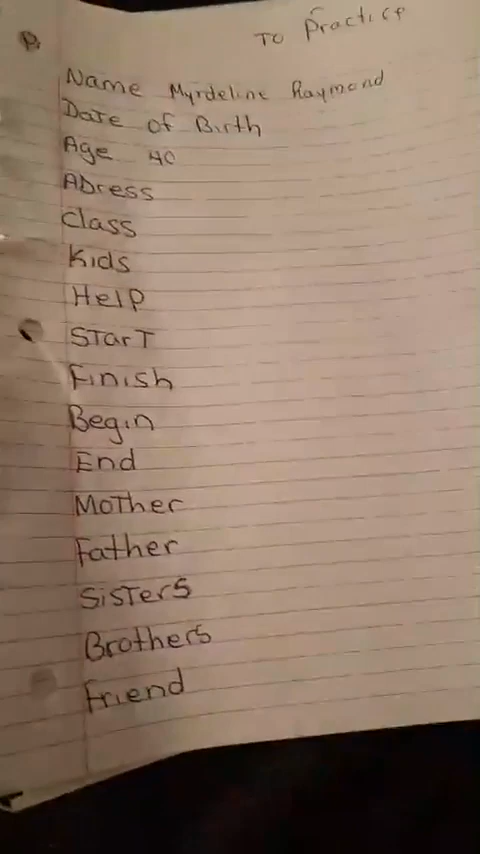 To Practice
P.
Name Myrdeline Raymond
Date of Birth
Age 40
ADress
Class
Kids
Help
Start
Finish
Begin
End
Mother
Father
Sisters
Brothers
Friend